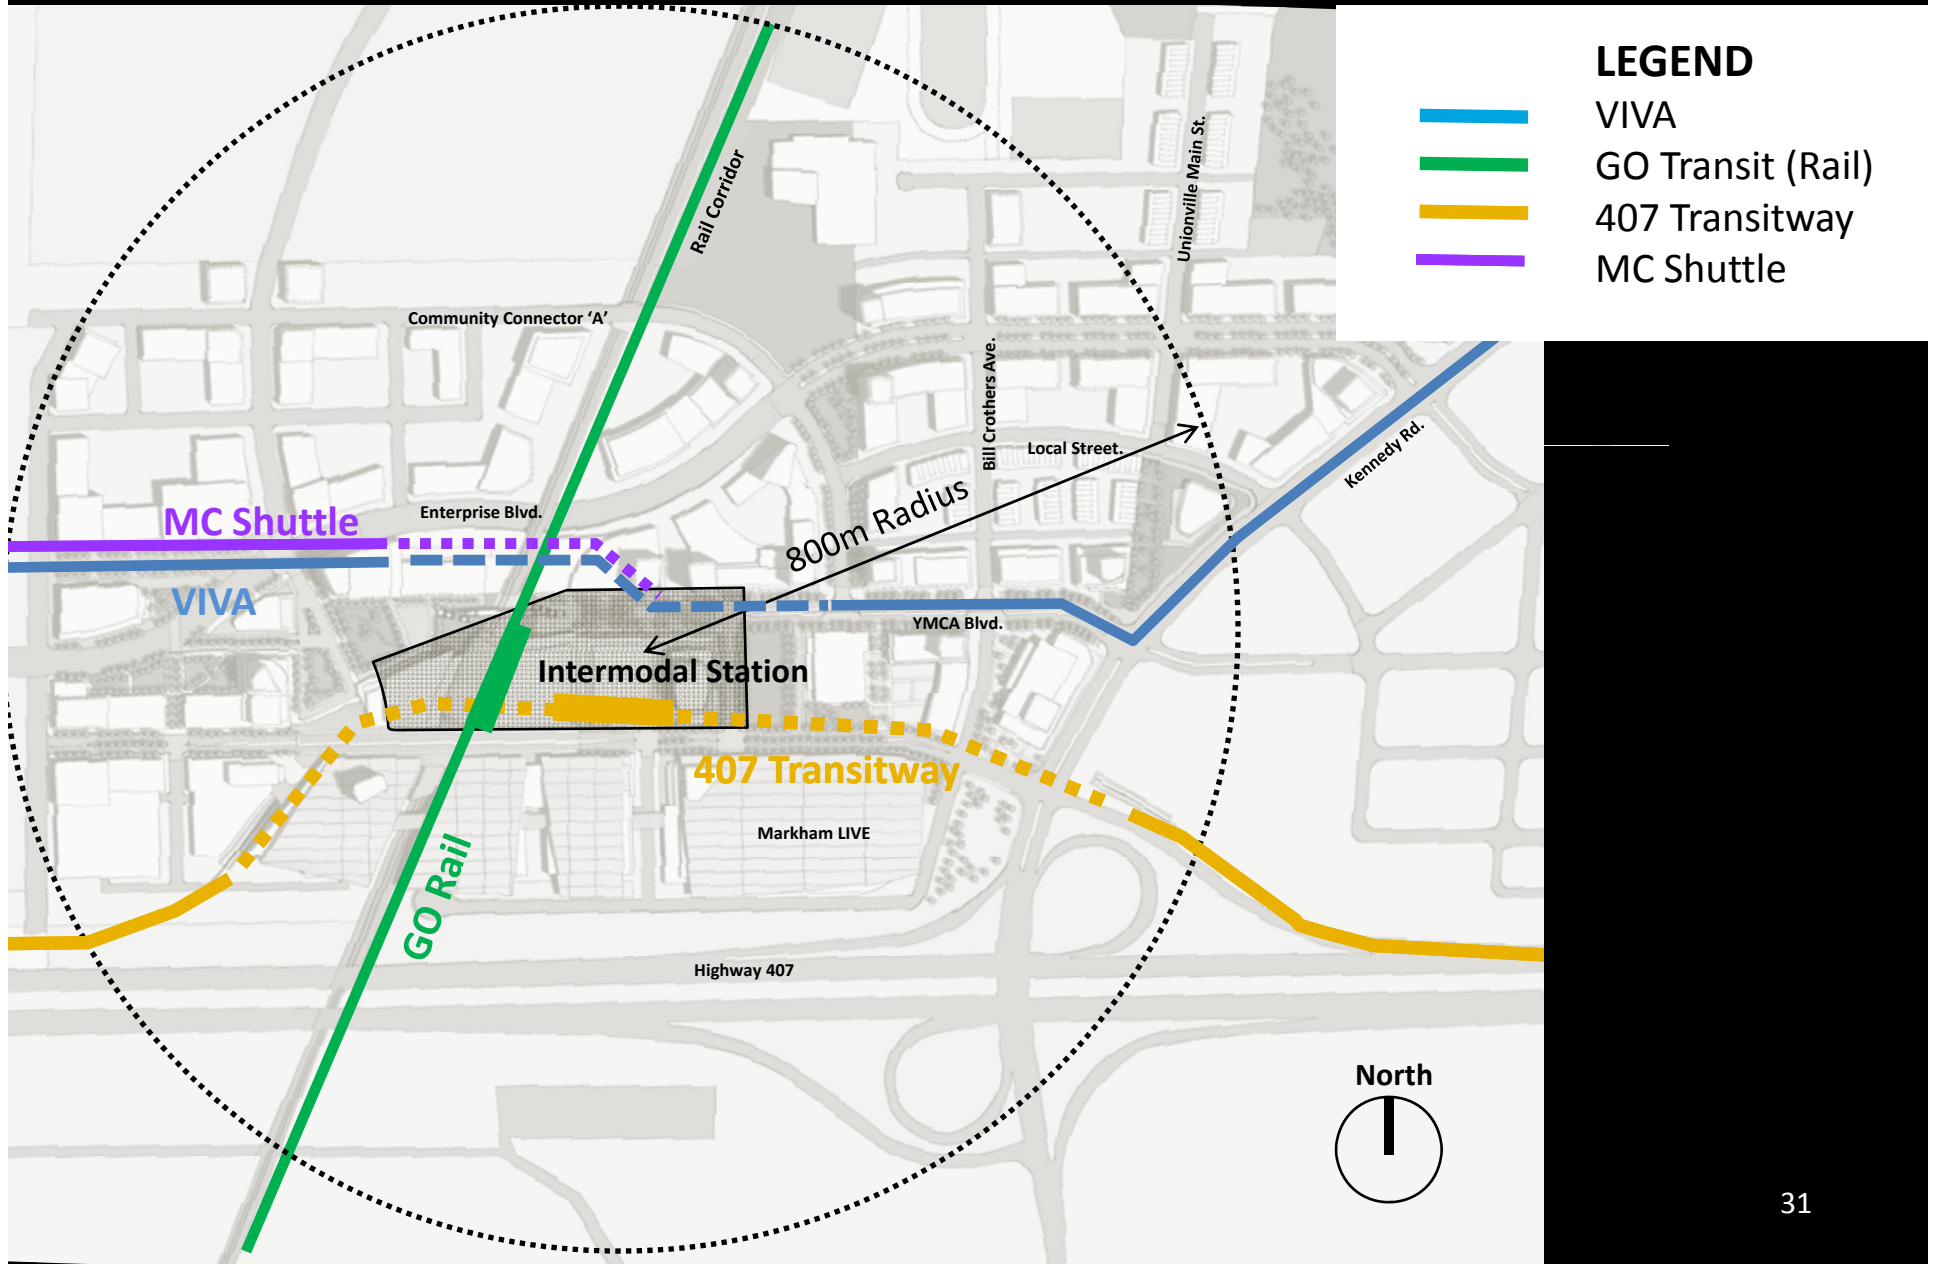 LEGEND
VIVA
GO Transit (Rail)
407 Transitway
MC Shuttle
Rail Corridor
Unionville Main St.
Community Connector ‘A’
Bill Crothers Ave.
Local Street.
Kennedy Rd.
MC Shuttle
Enterprise Blvd.
800m Radius
VIVA
YMCA Blvd.
Intermodal Station
407 Transitway
Markham LIVE
GO Rail
Highway 407
North
31